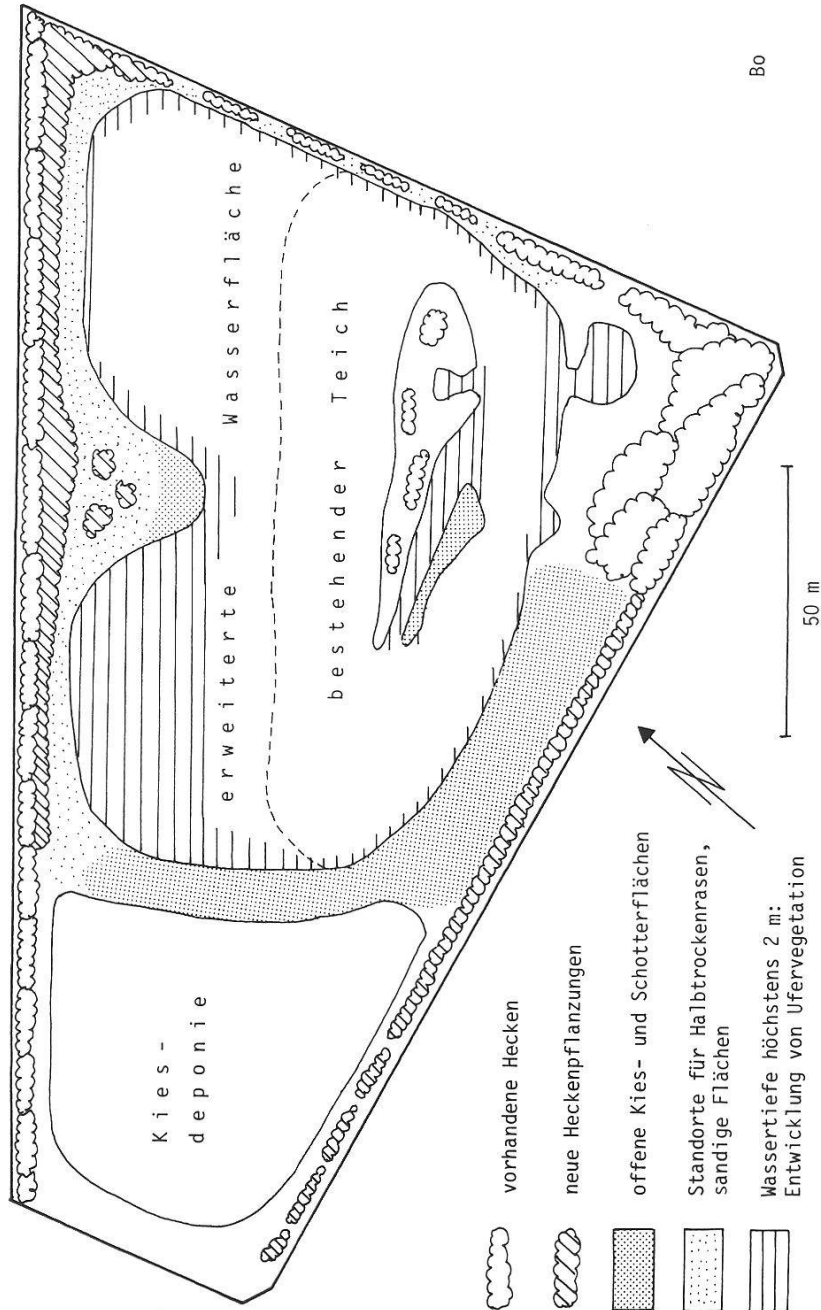 Kies-
deponie
erweiterte Wasserfläche
bestehender Teich
vorhandene Hecken
neue Heckenpflanzungen
offene Kies- und Schotterflächen
Standorte für Halbtrockenrasen,
sandige Flächen
Wassertiefe höchstens 2 m:
Entwicklung von Ufervegetation
50 m
Bo